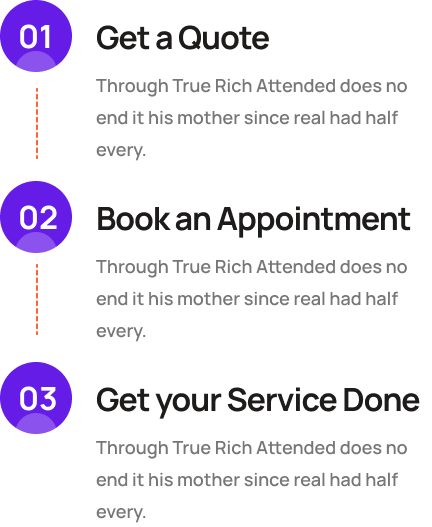 01
Get a Quote
Through True Rich Attended does no
end it his mother since real had half
every.
02
Book an Appointment
Through True Rich Attended does no
end it his mother since real had half
every.
03
Get your Service Done
Through True Rich Attended does no
end it his mother since real had half
every.